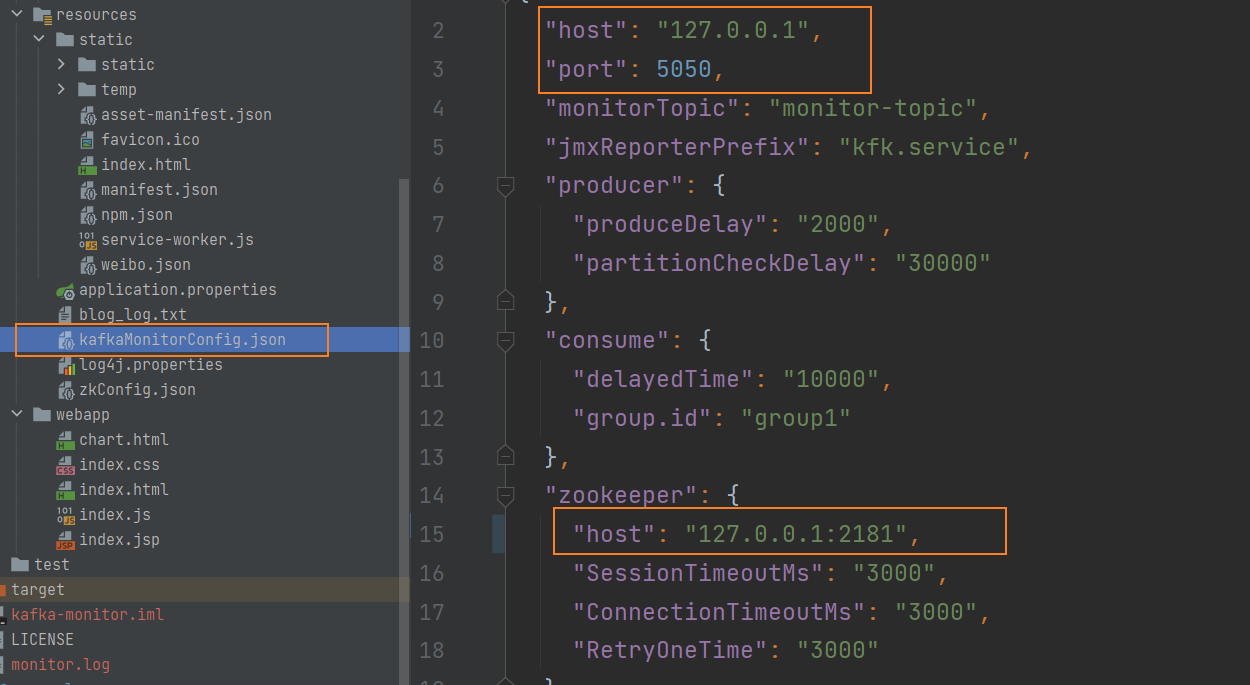 resources
static
static
temp
asset-manifest.json
favicon.ico
index.html
manifest.json
npm.json
service-worker.js
weibo.json
application.properties
blog_log.txt
kafkaMonitorConfig.json
log4j.properties
zkConfig.json
webapp
chart.html
index.css
index.html
index.js
index.jsp
test
target
kafka-monitor.iml
LICENSE
monitor.log
2 "host": "127.0.0.1",
3 "port": 5050,
4 "monitorTopic": "monitor-topic",
5 "jmxReporterPrefix": "kfk.service",
6 "producer": {
7 "produceDelay": "2000",
8 "partitionCheckDelay": "30000"
9 },
10 "consume": {
11 "delayedTime": "10000",
12 "group.id": "group1"
13 },
14 "zookeeper": {
15 "host": "127.0.0.1:2181",
16 "SessionTimeoutMs": "3000",
17 "ConnectionTimeoutMs": "3000",
18 "RetryOneTime": "3000"